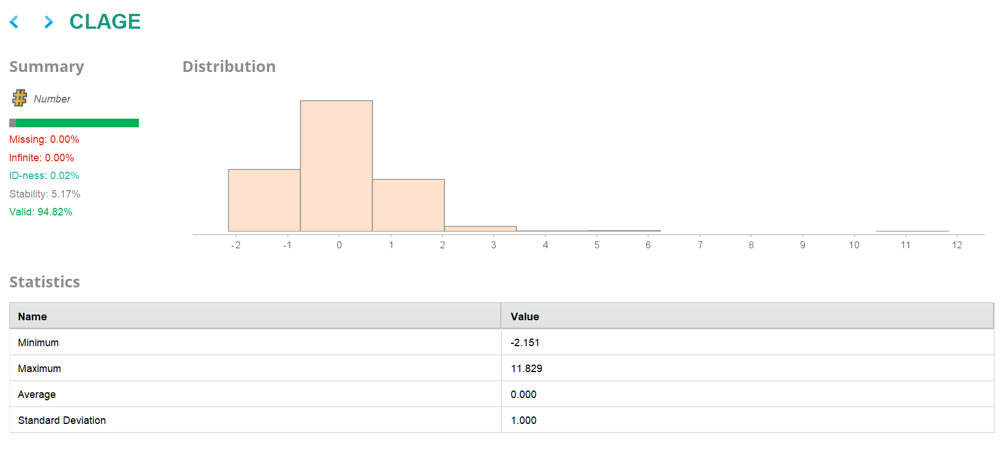 CLAGE
Summary
Distribution
# Number
Missing: 0.00%
Infinite: 0.00%
ID-ness: 0.02%
Stability: 5.17%
Valid: 94.82%
-2 -1 0 1 2 3 4 5 6 7 8 9 10 11 12
Statistics
Name Value
Minimum -2.151
Maximum 11.829
Average 0.000
Standard Deviation 1.000